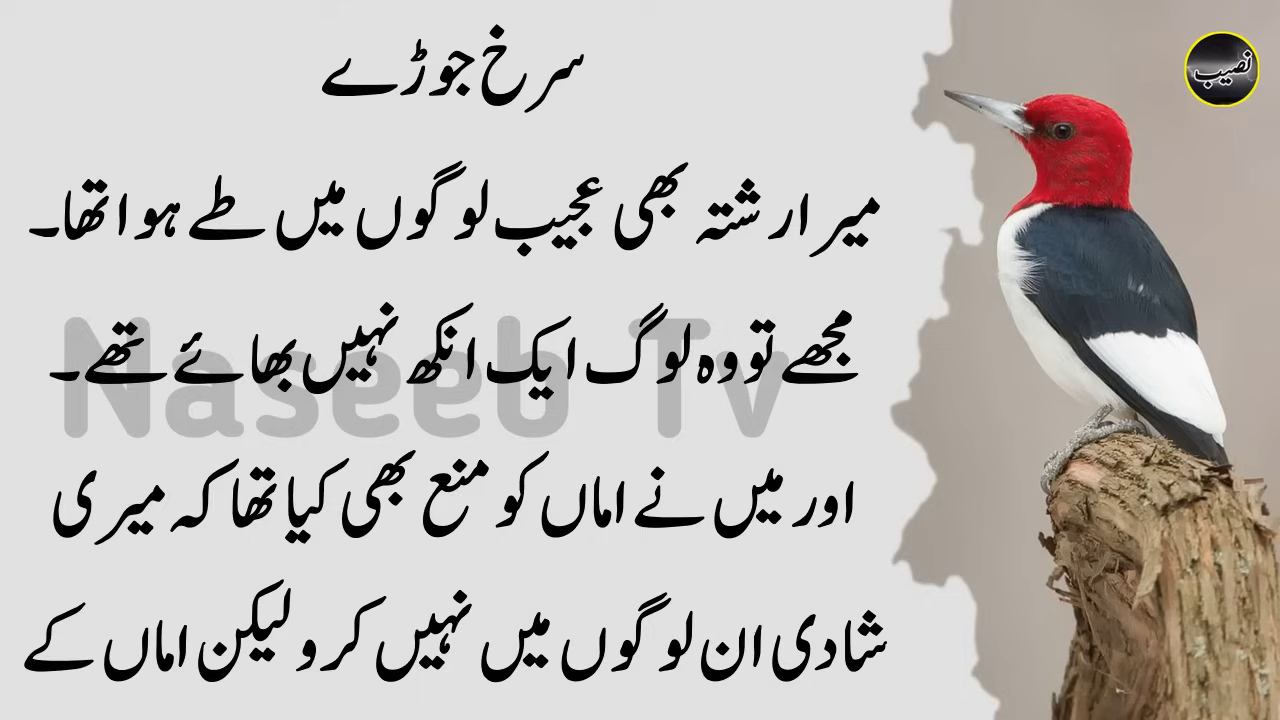 سرخ جوڑے
نصیب
میرا رشتہ بھی عجیب لوگوں میں طے ہوا تھا۔
مجھے تو وہ لوگ ایک انکھ نہیں بھائے تھے۔
Naseeb Tv
اور میں نے اماں کو منع بھی کیا تھا کہ میری
شادی ان لوگوں میں نہیں کرو لیکن اماں کے